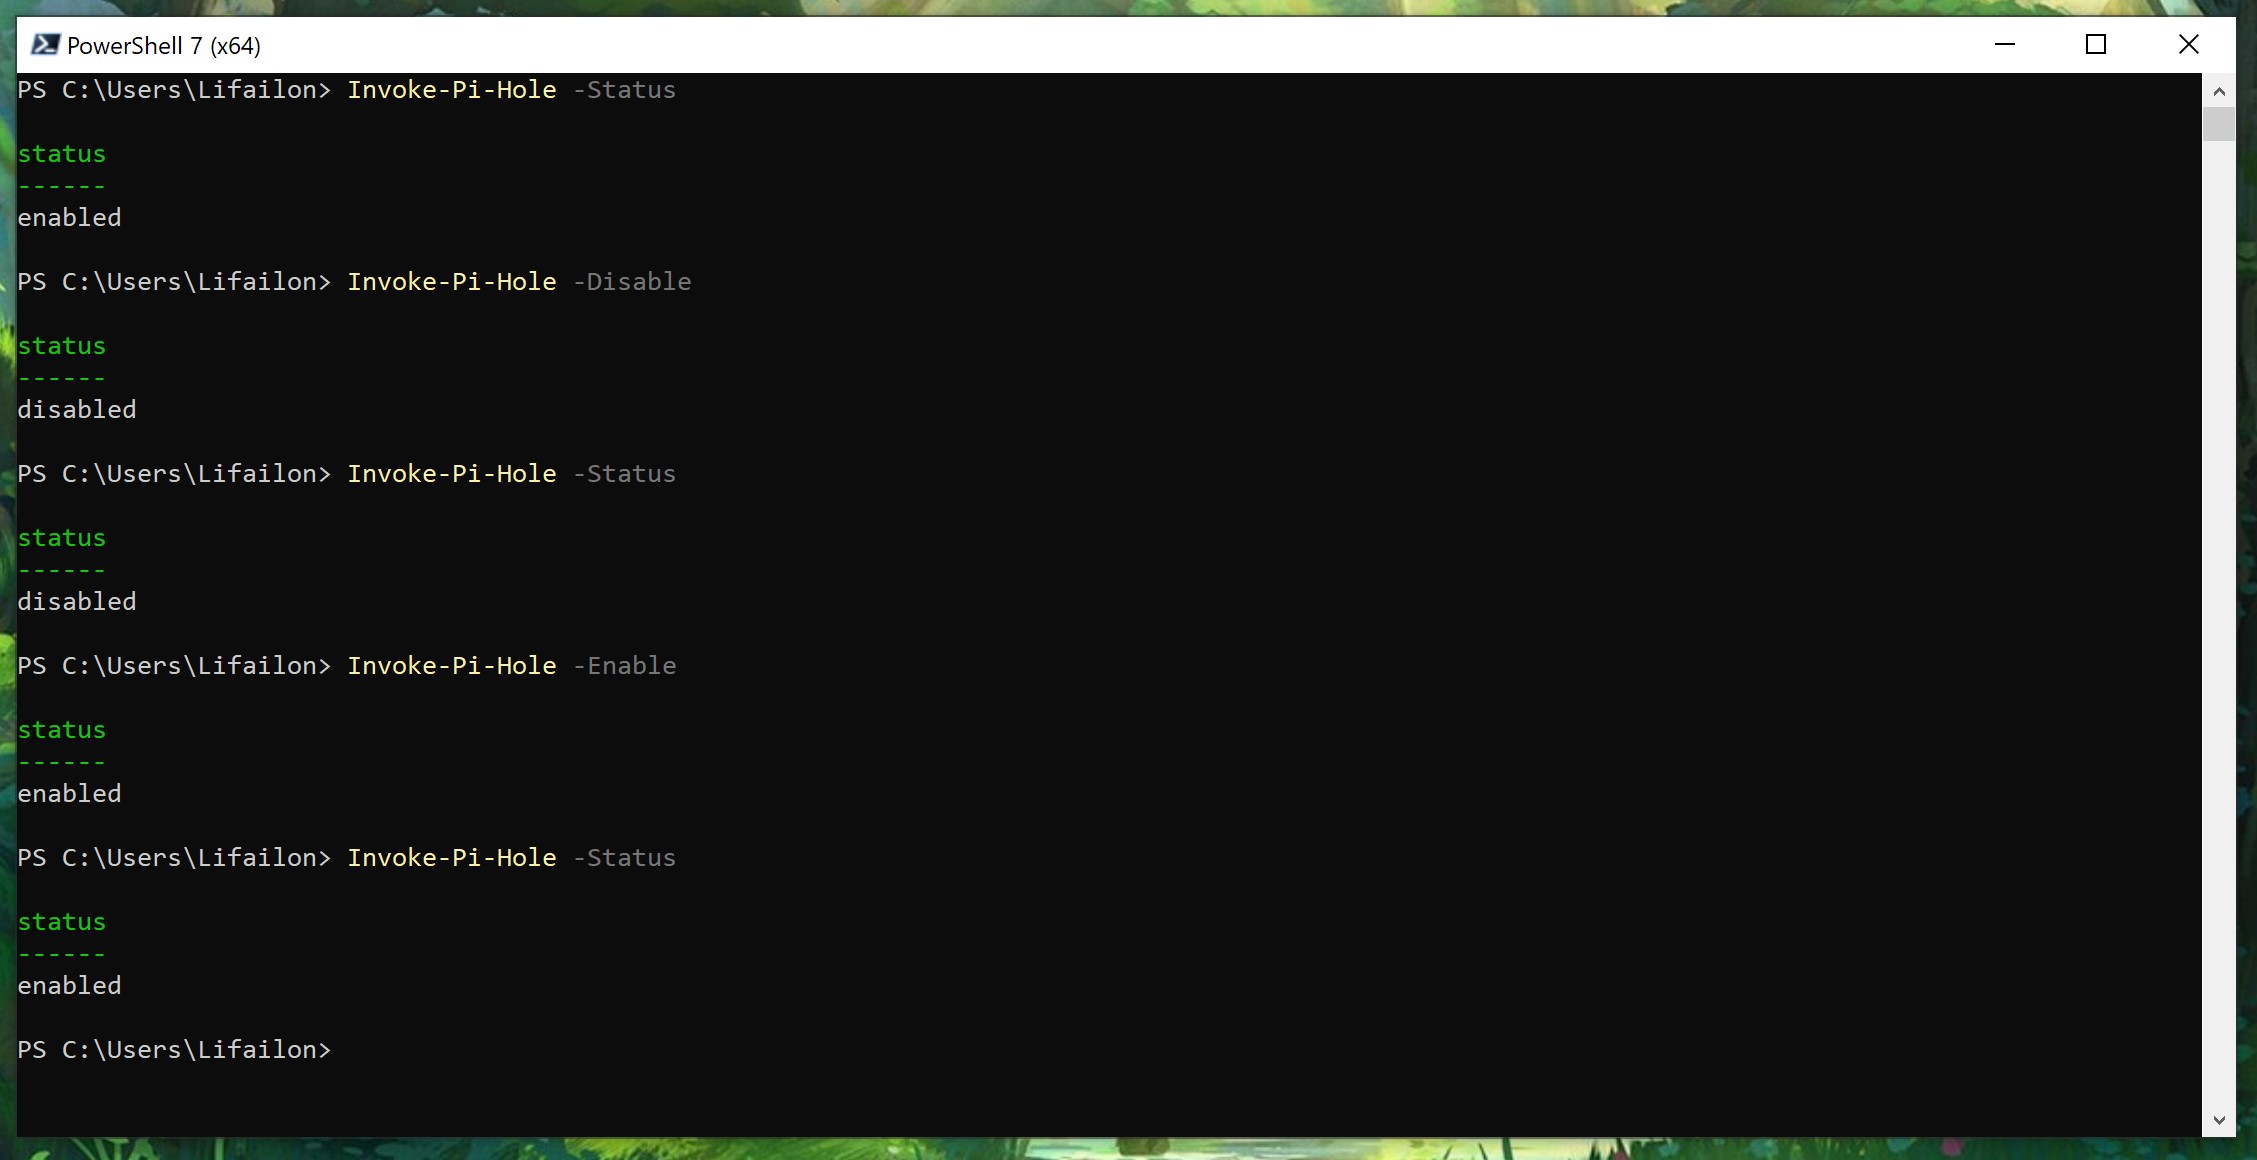 PowerShell 7 (x64)
PS C:\Users\Lifailon> Invoke-Pi-Hole -Status
status
------
enabled
PS C:\Users\Lifailon> Invoke-Pi-Hole -Disable
status
------
disabled
PS C:\Users\Lifailon> Invoke-Pi-Hole -Status
status
------
disabled
PS C:\Users\Lifailon> Invoke-Pi-Hole -Enable
status
------
enabled
PS C:\Users\Lifailon> Invoke-Pi-Hole -Status
status
------
enabled
PS C:\Users\Lifailon>